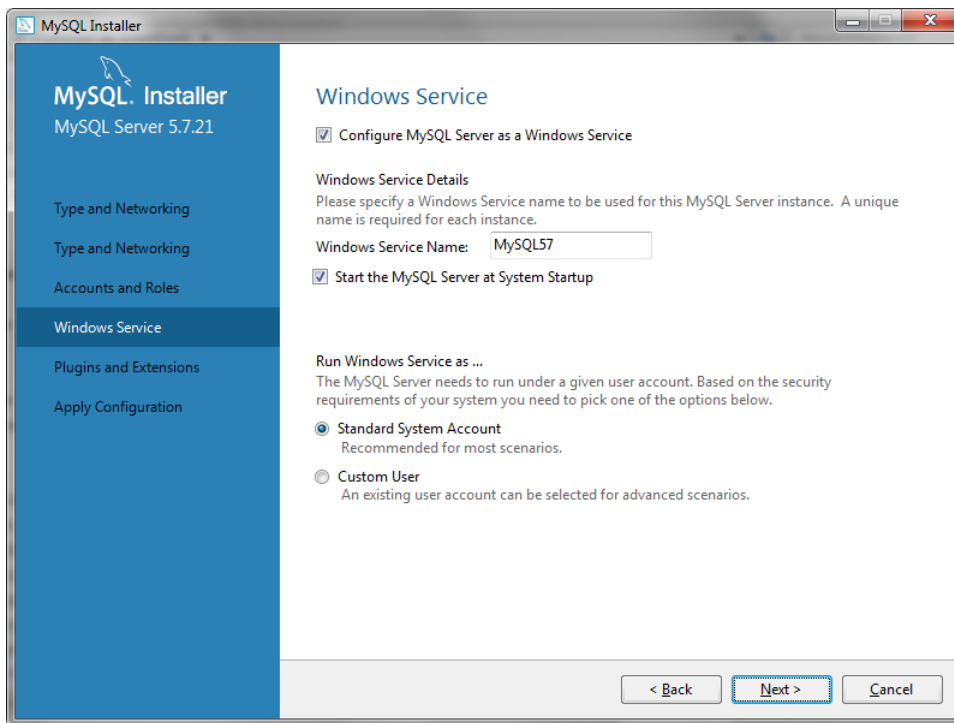 MySQL Installer
MySQL. Installer
MySQL Server 5.7.21
Type and Networking
Type and Networking
Accounts and Roles
Windows Service
Plugins and Extensions
Apply Configuration
Windows Service
Configure MySQL Server as a Windows Service
Windows Service Details
Please specify a Windows Service name to be used for this MySQL Server instance. A unique
name is required for each instance.
Windows Service Name: MySQL57
Start the MySQL Server at System Startup
Run Windows Service as ...
The MySQL Server needs to run under a given user account. Based on the security
requirements of your system you need to pick one of the options below.
Standard System Account
Recommended for most scenarios.
Custom User
An existing user account can be selected for advanced scenarios.
< Back Next > Cancel